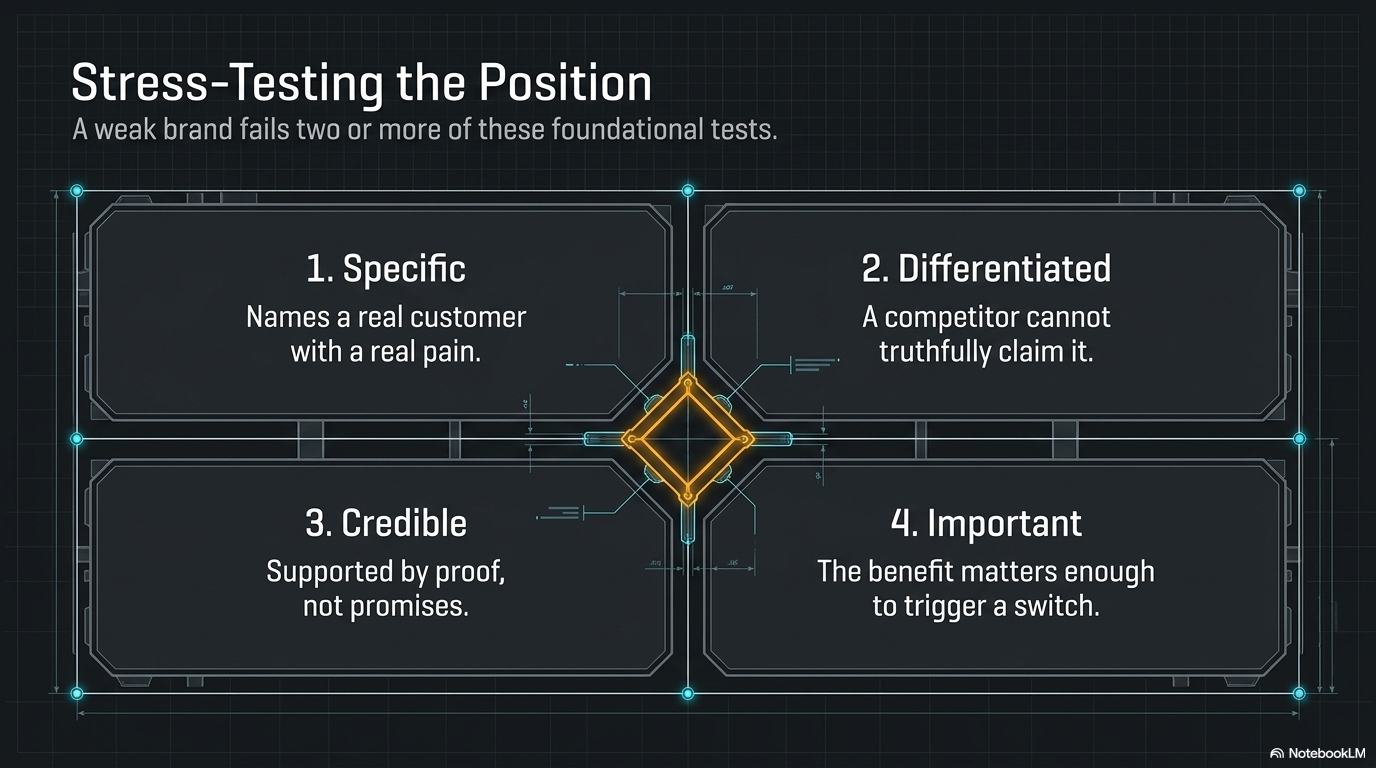 Stress-Testing the Position
A weak brand fails two or more of these foundational tests.
1. Specific
Names a real customer
with a real pain.
2. Differentiated
A competitor cannot
truthfully claim it.
3. Credible
Supported by proof,
not promises.
4. Important
The benefit matters enough
to trigger a switch.
NotebookLM